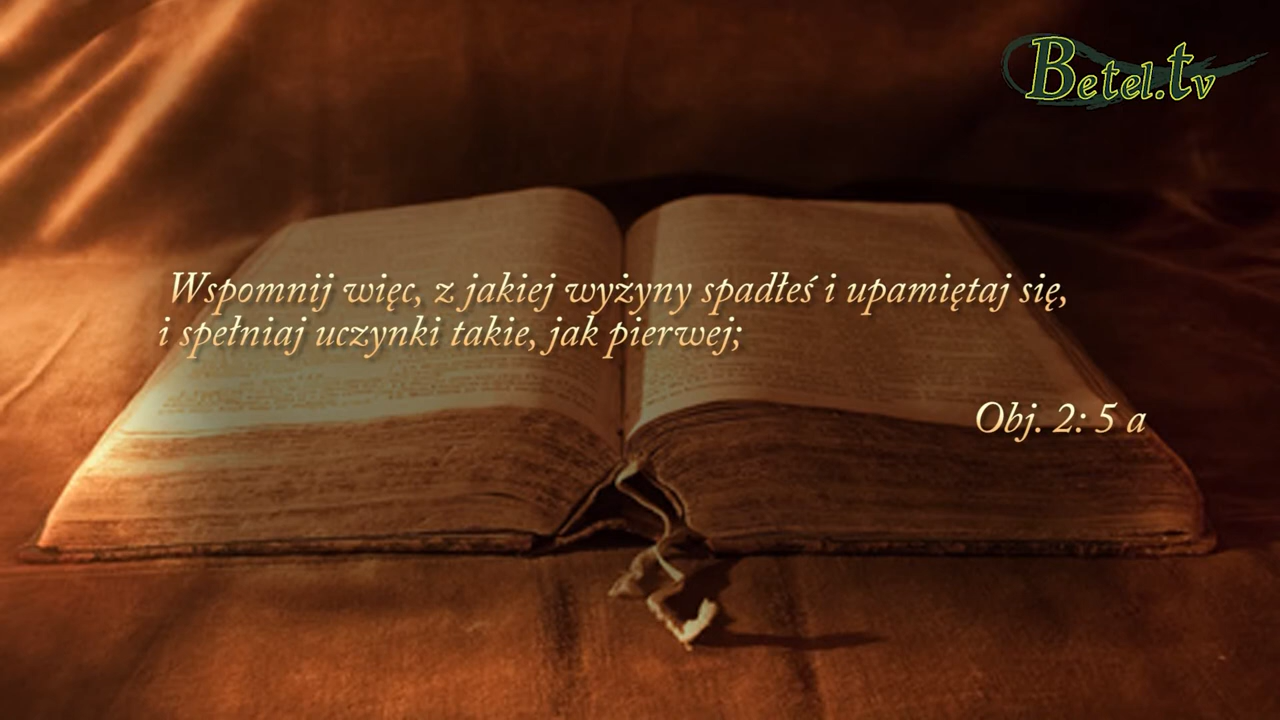 Betel.tv
Wspomnij więc, z jakiej wyżyny spadłeś i upamiętaj się,
i spełniaj uczynki takie, jak pierwej;
Obj. 2: 5 a